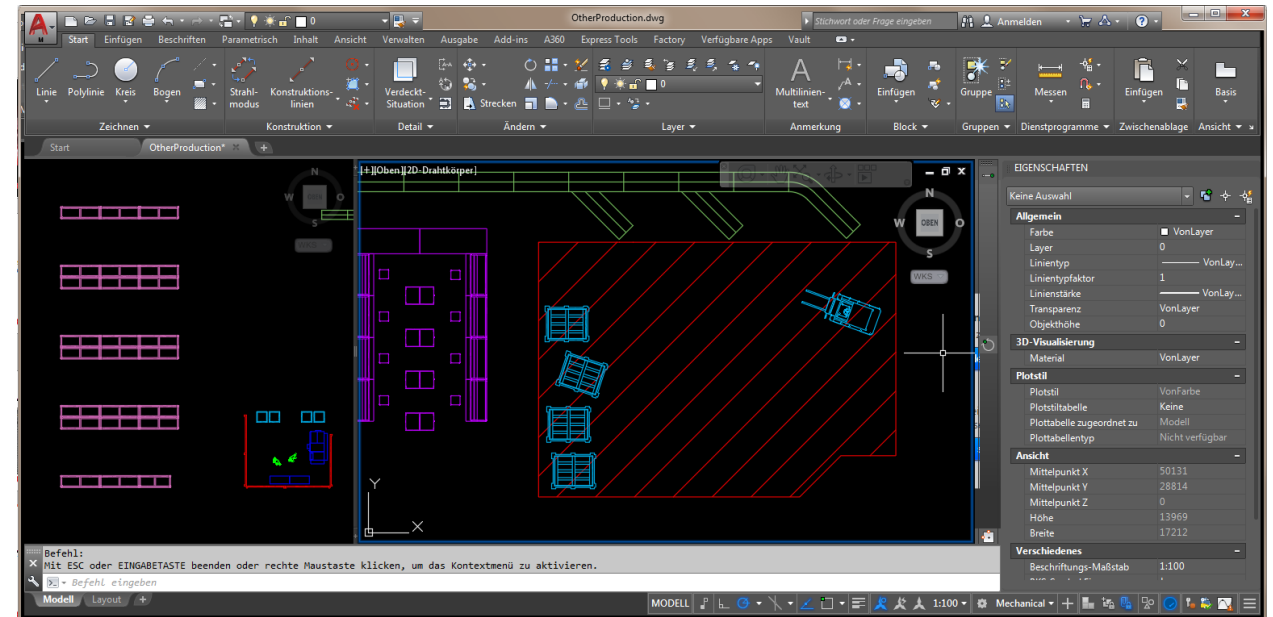 OtherProduction.dwg
Stichwort oder Frage eingeben
Anmelden
0
A
M
Start Einfügen Beschriften Parametrisch Inhalt Ansicht Verwalten Ausgabe Add-ins A360 Express Tools Factory Verfügbare Apps Vault
Linie Polylinie Kreis Bogen
Strahl-
modus
Konstruktions-
linien
Verdeckt-
Situation
Strecken
0
Multilinien-
text
Einfügen
Gruppe
Messen
Einfügen
Basis
Zeichnen
Konstruktion
Detail
Ändern
Layer
Anmerkung
Block
Gruppen
Dienstprogramme
Zwischenablage
Ansicht
Start
OtherProduction*
[+][Oben][2D-Drahtkörper]
N
W
O
S
WKS
N
W OBEN O
S
WKS
Y
X
EIGENSCHAFTEN
Keine Auswahl
Allgemein
Farbe VonLayer
Layer 0
Linientyp VonLay...
Linientypfaktor 1
Linienstärke VonLay...
Transparenz VonLayer
Objekthöhe 0
3D-Visualisierung
Material VonLayer
Plotstil
Plotstil VonFarbe
Plotstiltabelle Keine
Plottabelle zugeordnet zu Modell
Plottabellentyp Nicht verfügbar
Ansicht
Mittelpunkt X 50131
Mittelpunkt Y 28814
Mittelpunkt Z 0
Höhe 13969
Breite 17212
Verschiedenes
Beschriftungs-Maßstab 1:100
Befehl:
Mit ESC oder EINGABETASTE beenden oder rechte Maustaste klicken, um das Kontextmenü zu aktivieren.
Befehl eingeben
Modell Layout +
MODELL 1:100 Mechanical